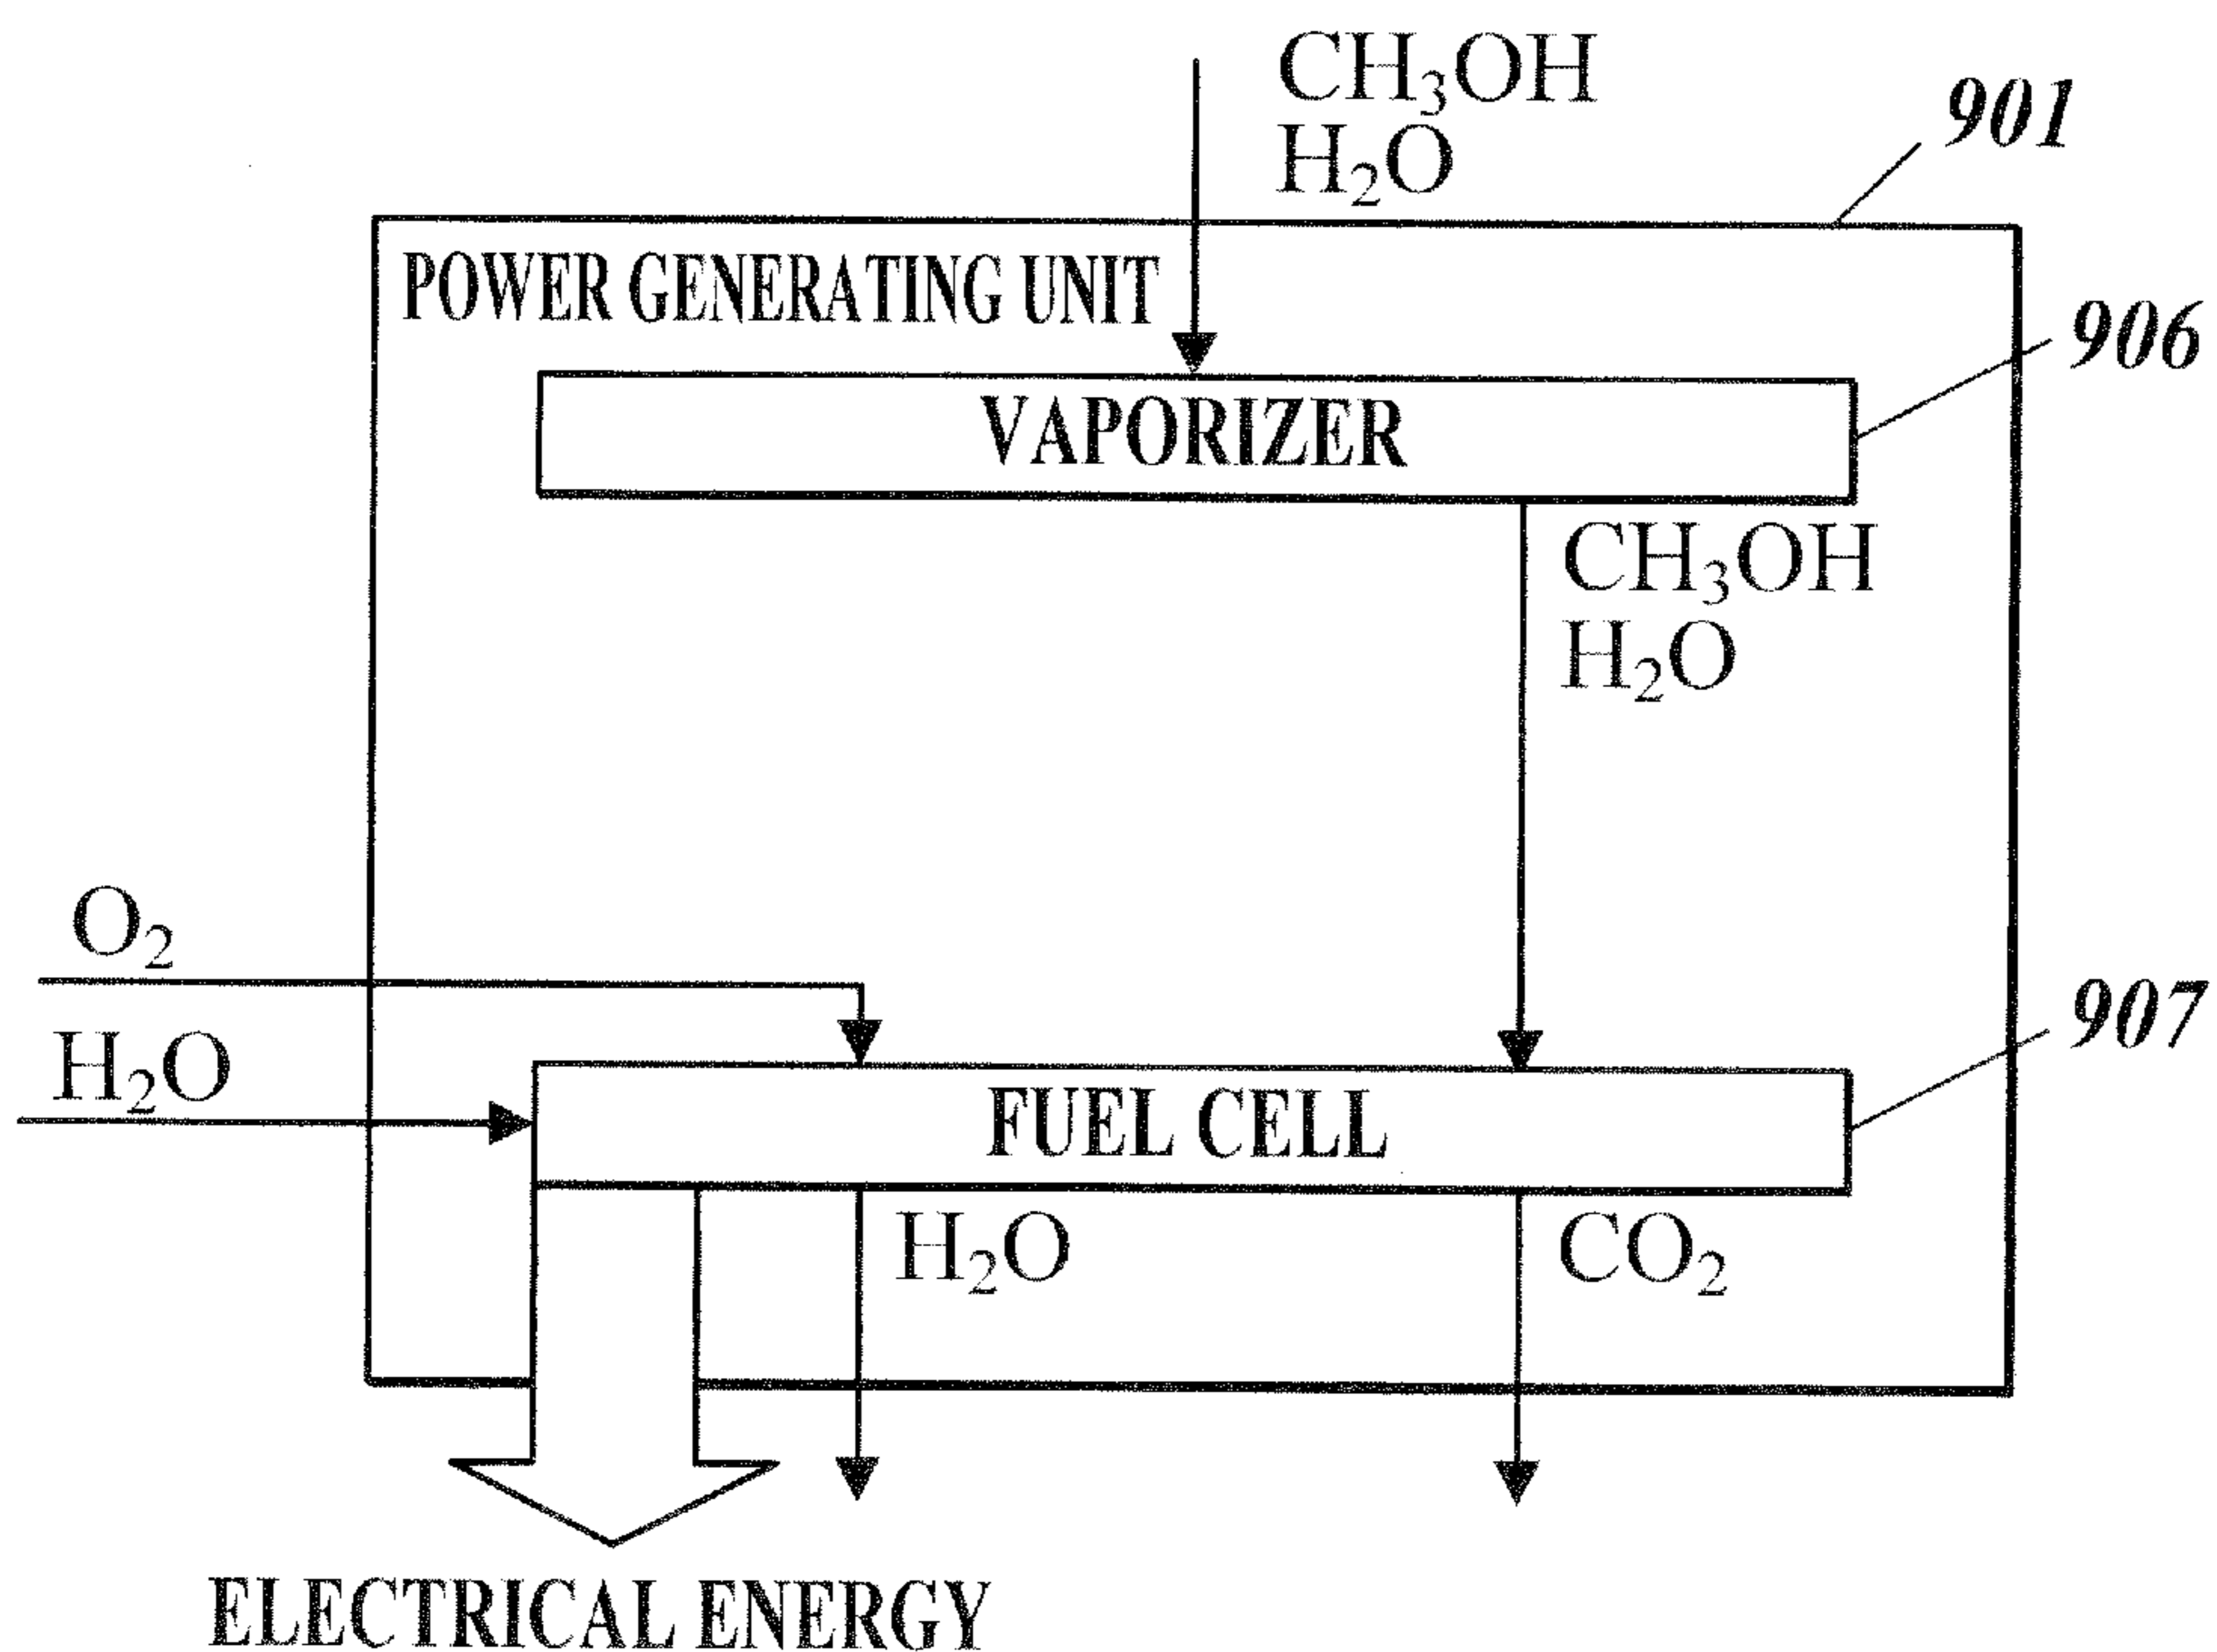 CH₃OH
H₂O
901
POWER GENERATING UNIT
906
VAPORIZER
CH₃OH
H₂O
O₂
H₂O
907
FUEL CELL
H₂O
CO₂
ELECTRICAL ENERGY